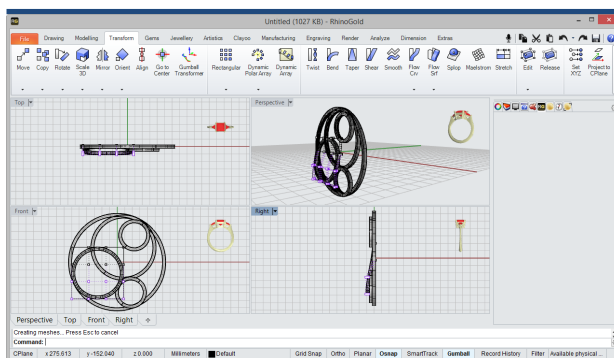 Untitled (1027 KB) - RhinoGold
File Drawing Modelling Transform Gems Jewellery Artistics Clayoo Manufacturing Engraving Render Analyze Dimension Extras
Move Copy Rotate Scale 3D Mirror Orient Align Go to Center Gumball Transformer Rectangular Dynamic Polar Array Dynamic Array Twist Bend Taper Shear Smooth Flow Crv Flow Srf Splop Maelstrom Stretch Edit Release Set XYZ Project to CPlane
Top
Perspective
Front
Right
Perspective Top Front Right
Creating meshes... Press Esc to cancel
Command:
CPlane x 275.613 y -152.040 z 0.000 Millimeters Default Grid Snap Ortho Planar Osnap SmartTrack Gumball Record History Filter Available physical...